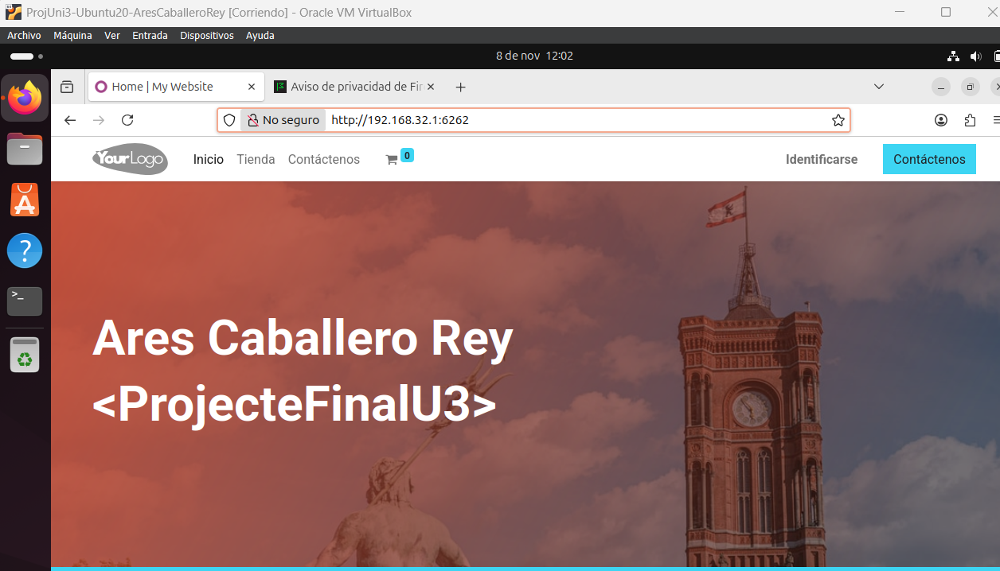 ProjUni3-Ubuntu20-AresCaballeroRey [Corriendo] - Oracle VM VirtualBox
Archivo Máquina Ver Entrada Dispositivos Ayuda
8 de nov 12:02
Home | My Website
Aviso de privacidad de Fir
No seguro http://192.168.32.1:6262
YourLogo Inicio Tienda Contáctenos 0 Identificarse Contáctenos
Ares Caballero Rey
<ProjecteFinalU3>